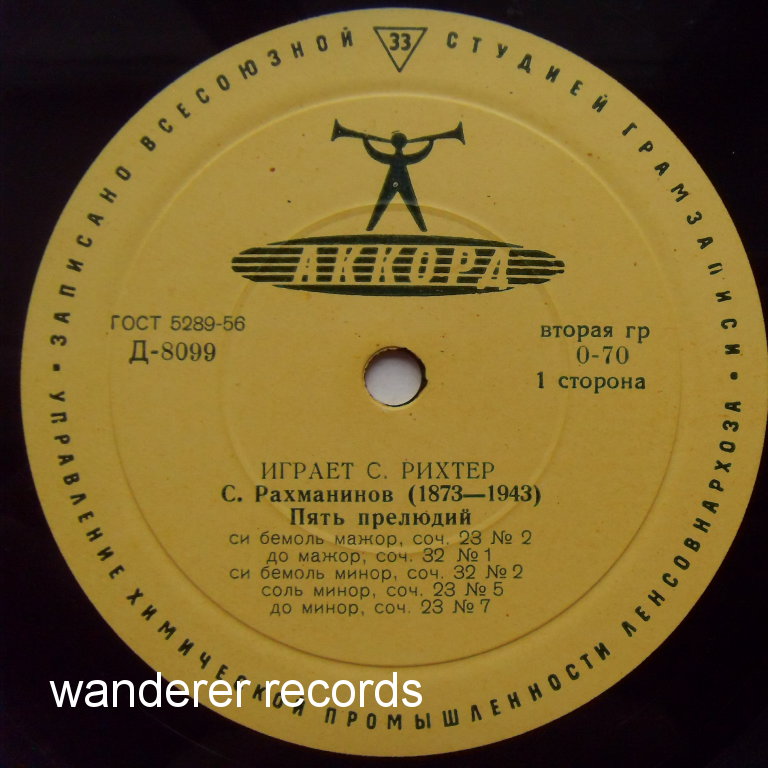 ЗАПИСАНО ВСЕСОЮЗНОЙ СТУДИЕЙ ГРАМЗАПИСИ •
33
АККОРД
ГОСТ 5289-56
Д-8099
вторая гр
0-70
1 сторона
ИГРАЕТ С. РИХТЕР
С. Рахманинов (1873—1943)
Пять прелюдий
си бемоль мажор, соч. 23 № 2
до мажор, соч. 32 № 1
си бемоль минор, соч. 32 № 2
соль минор, соч. 23 № 5
до минор, соч. 23 № 7
• УПРАВЛЕНИЕ ХИМИЧЕСКОЙ ПРОМЫШЛЕННОСТИ ЛЕНСОВНАРХОЗА
wanderer records